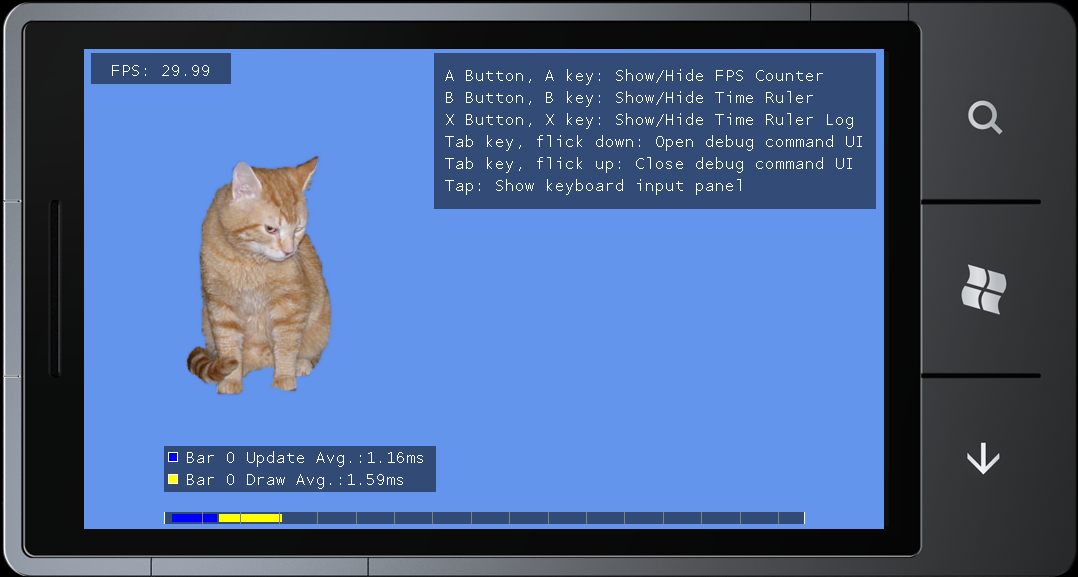 FPS: 29.99
A Button, A key: Show/Hide FPS Counter
B Button, B key: Show/Hide Time Ruler
X Button, X key: Show/Hide Time Ruler Log
Tab key, flick down: Open debug command UI
Tab key, flick up: Close debug command UI
Tap: Show keyboard input panel
Bar 0 Update Avg.:1.16ms
Bar 0 Draw Avg.:1.59ms